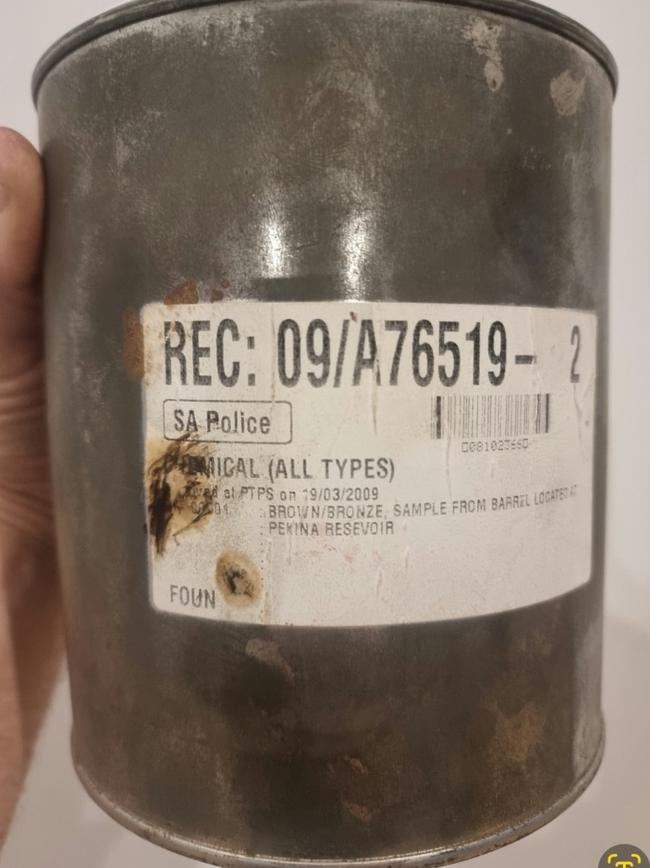 REC: 09/A76519- 2
SA Police
D081023660
CHEMICAL (ALL TYPES)
at PTPS on 19/03/2009
: BROWN/BRONZE, SAMPLE FROM BARREL LOCATED AT
: PEKINA RESEVOIR
FOUN